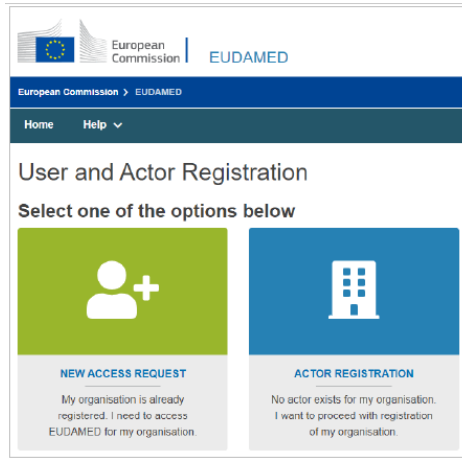 European
Commission
EUDAMED
European Commission > EUDAMED
Home Help
User and Actor Registration
Select one of the options below
NEW ACCESS REQUEST
My organisation is already
registered. I need to access
EUDAMED for my organisation.
ACTOR REGISTRATION
No actor exists for my organisation.
I want to proceed with registration
of my organisation.